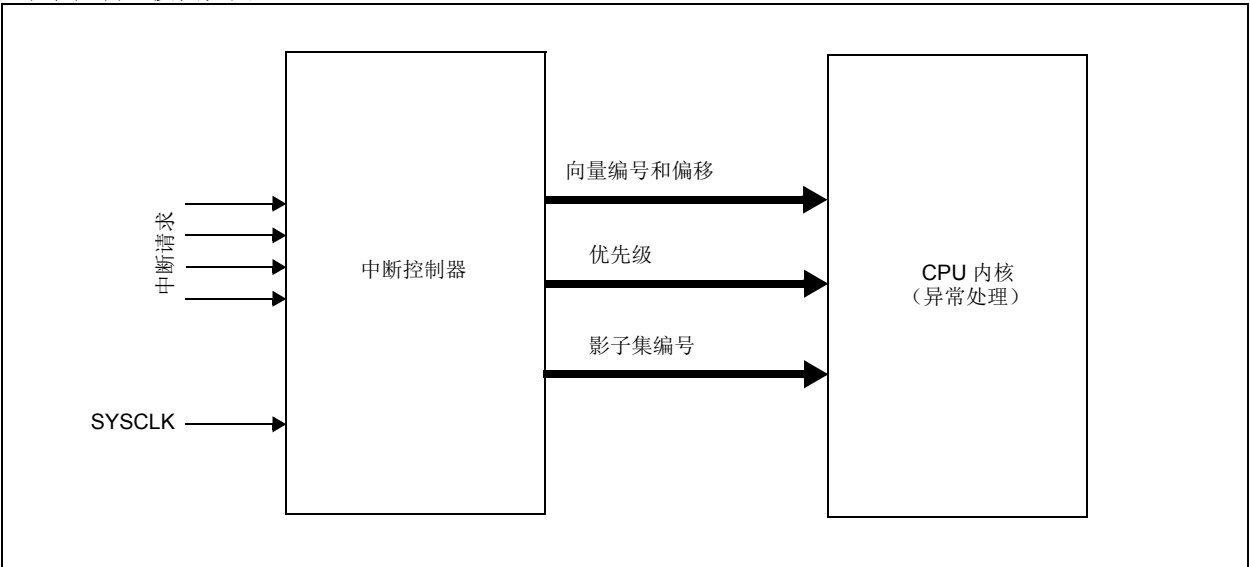 向量编号和偏移
中断请求
优先级
中断控制器
CPU 内核
（异常处理）
影子集编号
SYSCLK